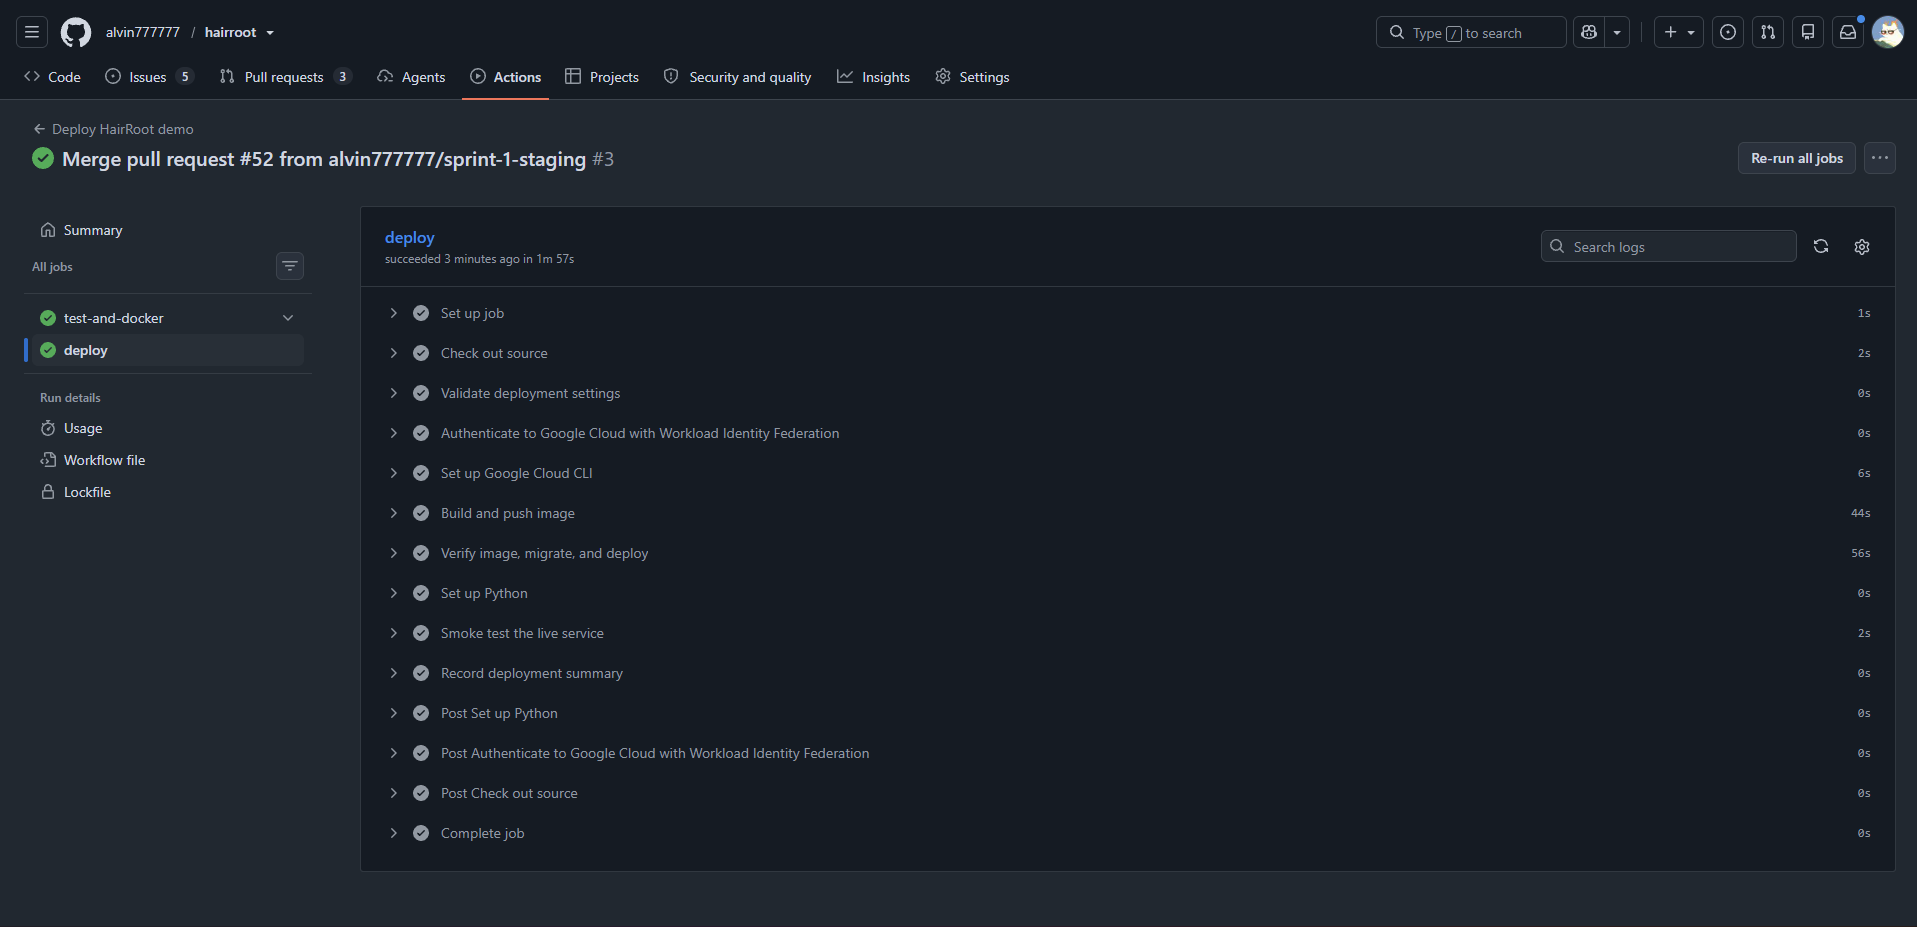 alvin777777 / hairroot
Type / to search
Code
Issues 5
Pull requests 3
Agents
Actions
Projects
Security and quality
Insights
Settings
Deploy HairRoot demo
Merge pull request #52 from alvin777777/sprint-1-staging #3
Re-run all jobs
Summary
All jobs
test-and-docker
deploy
Run details
Usage
Workflow file
Lockfile
deploy
succeeded 3 minutes ago in 1m 57s
Search logs
Set up job 1s
Check out source 2s
Validate deployment settings 0s
Authenticate to Google Cloud with Workload Identity Federation 0s
Set up Google Cloud CLI 6s
Build and push image 44s
Verify image, migrate, and deploy 56s
Set up Python 0s
Smoke test the live service 2s
Record deployment summary 0s
Post Set up Python 0s
Post Authenticate to Google Cloud with Workload Identity Federation 0s
Post Check out source 0s
Complete job 0s